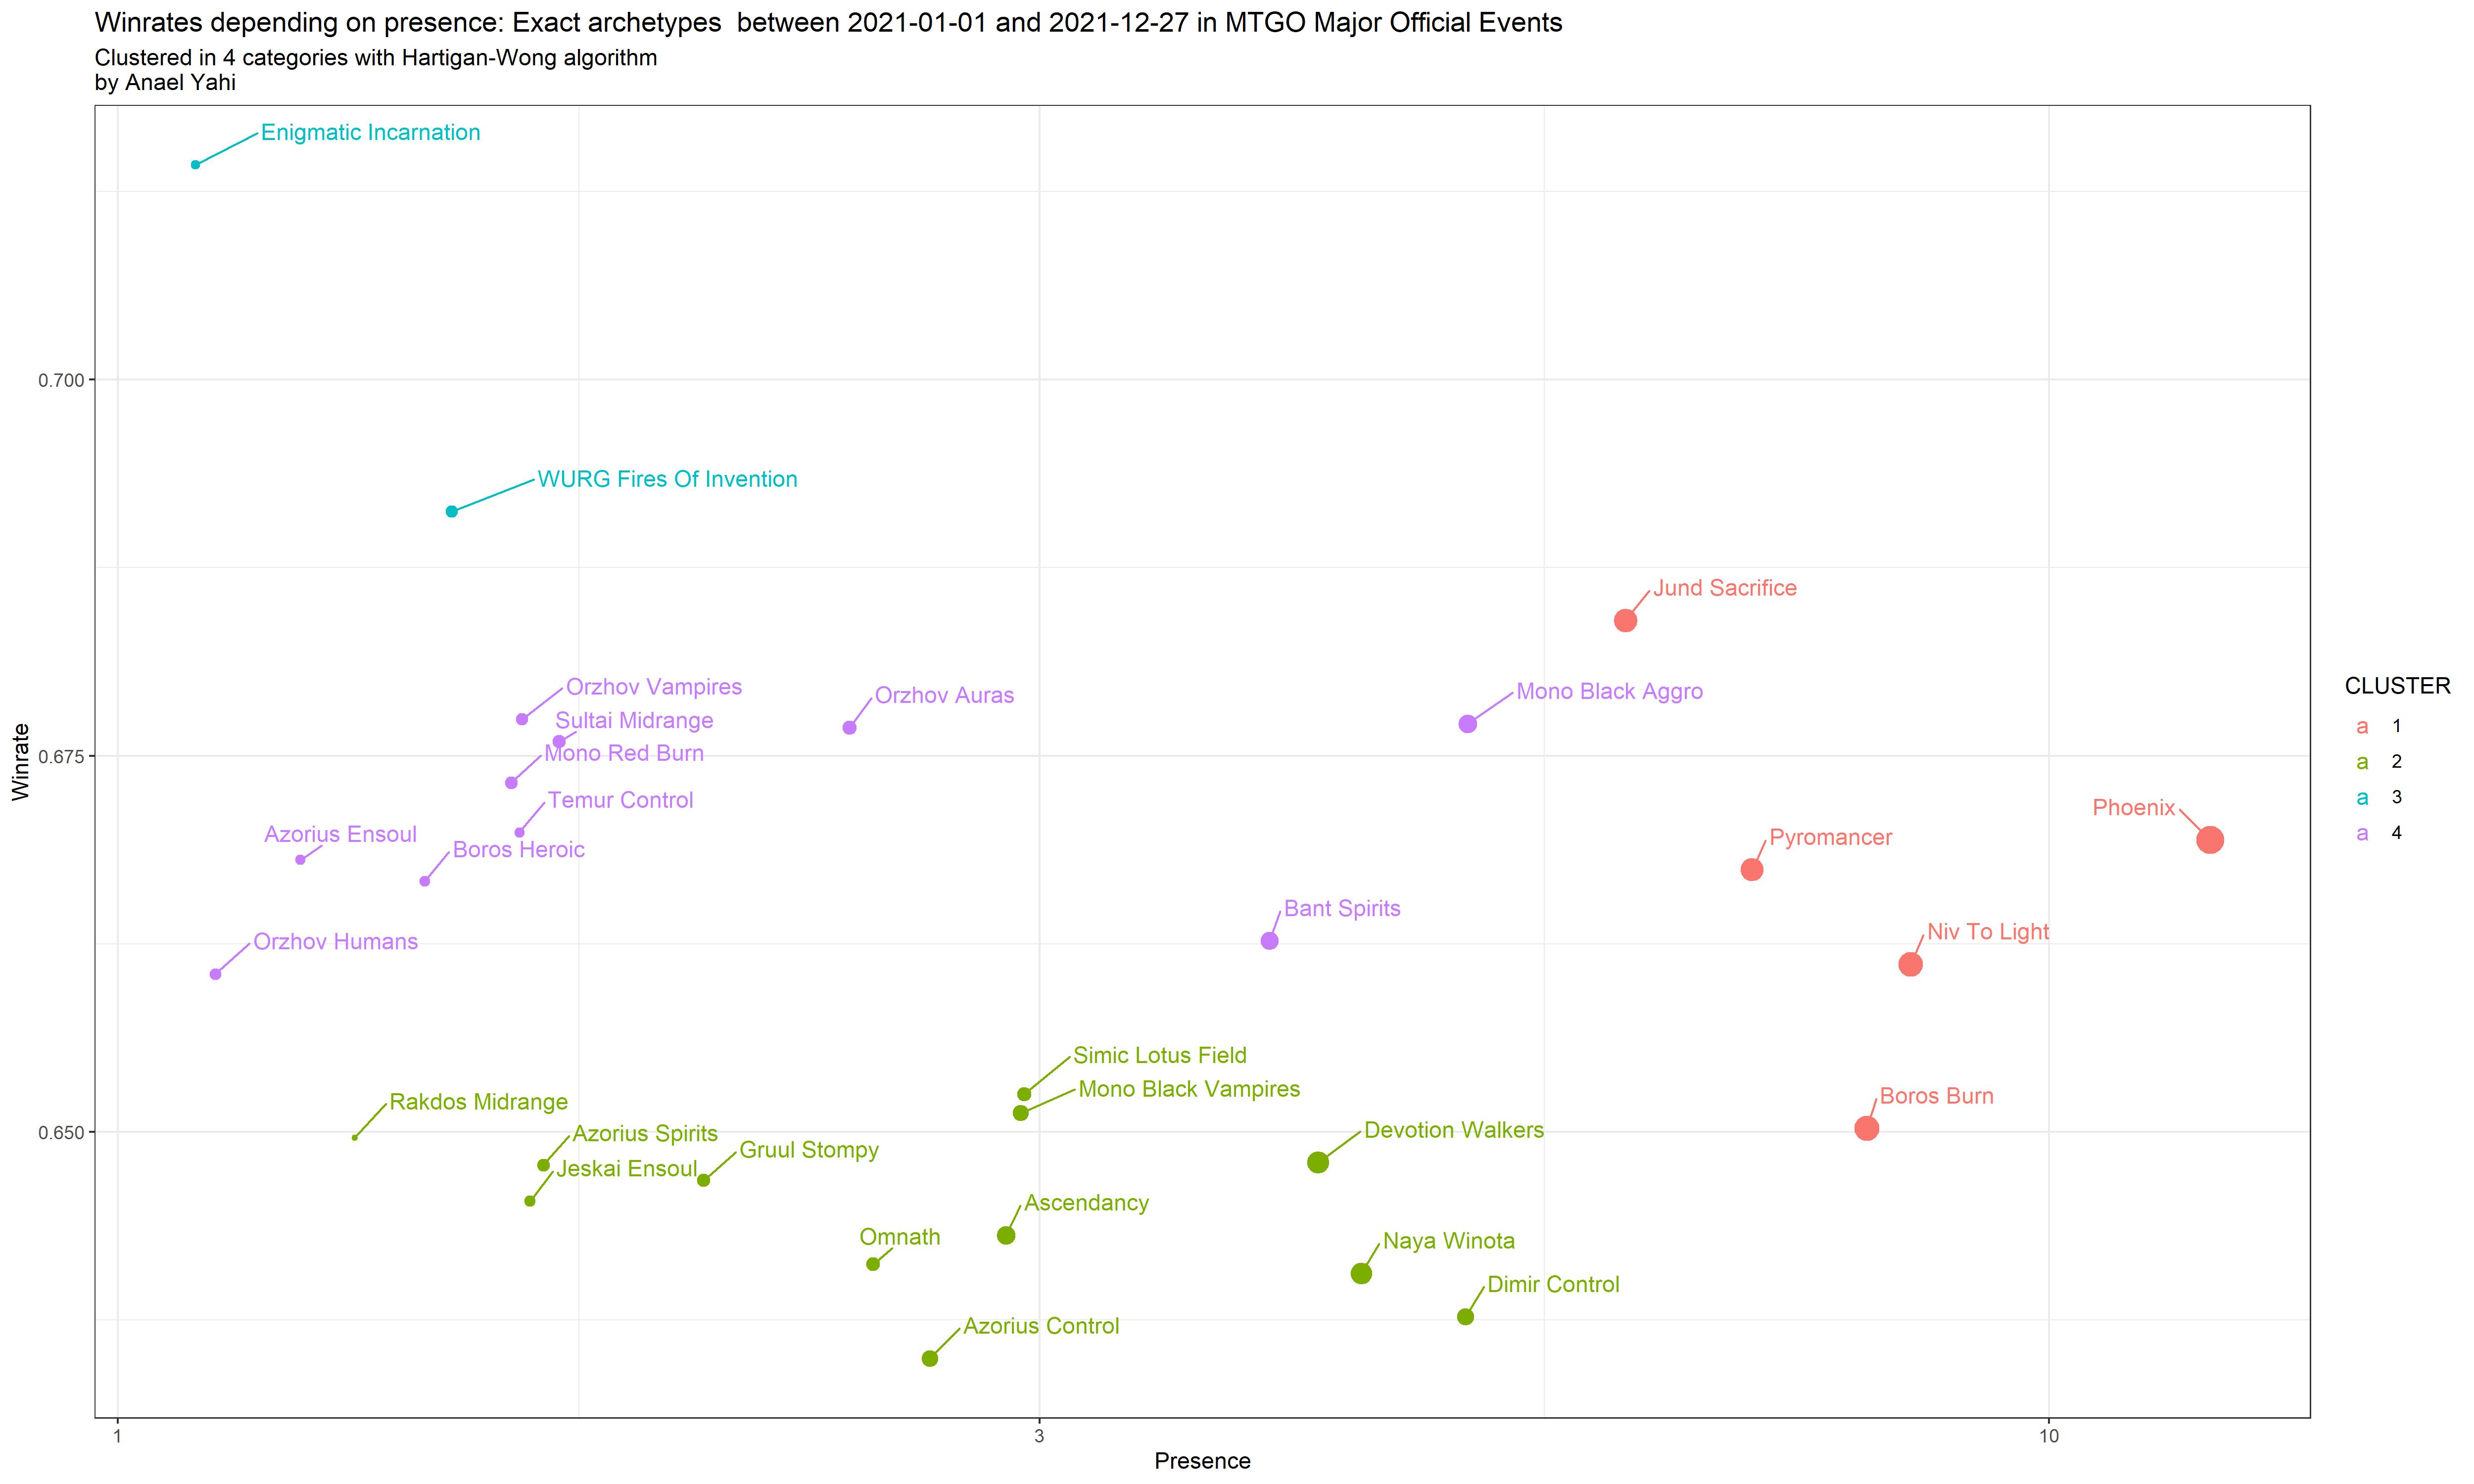 Winrates depending on presence: Exact archetypes  between 2021-01-01 and 2021-12-27 in MTGO Major Official Events
Clustered in 4 categories with Hartigan-Wong algorithm
by Anael Yahi
Enigmatic Incarnation
0.700
WURG Fires Of Invention
Jund Sacrifice
Orzhov Vampires
Orzhov Auras
Mono Black Aggro
Sultai Midrange
Mono Red Burn
0.675
Temur Control
Phoenix
Azorius Ensoul
Pyromancer
Boros Heroic
Bant Spirits
Niv To Light
Orzhov Humans
Simic Lotus Field
Mono Black Vampires
Boros Burn
Rakdos Midrange
0.650
Devotion Walkers
Azorius Spirits
Gruul Stompy
Jeskai Ensoul
Ascendancy
Omnath
Naya Winota
Dimir Control
Azorius Control
Winrate
1
3
10
Presence
CLUSTER
a 1
a 2
a 3
a 4